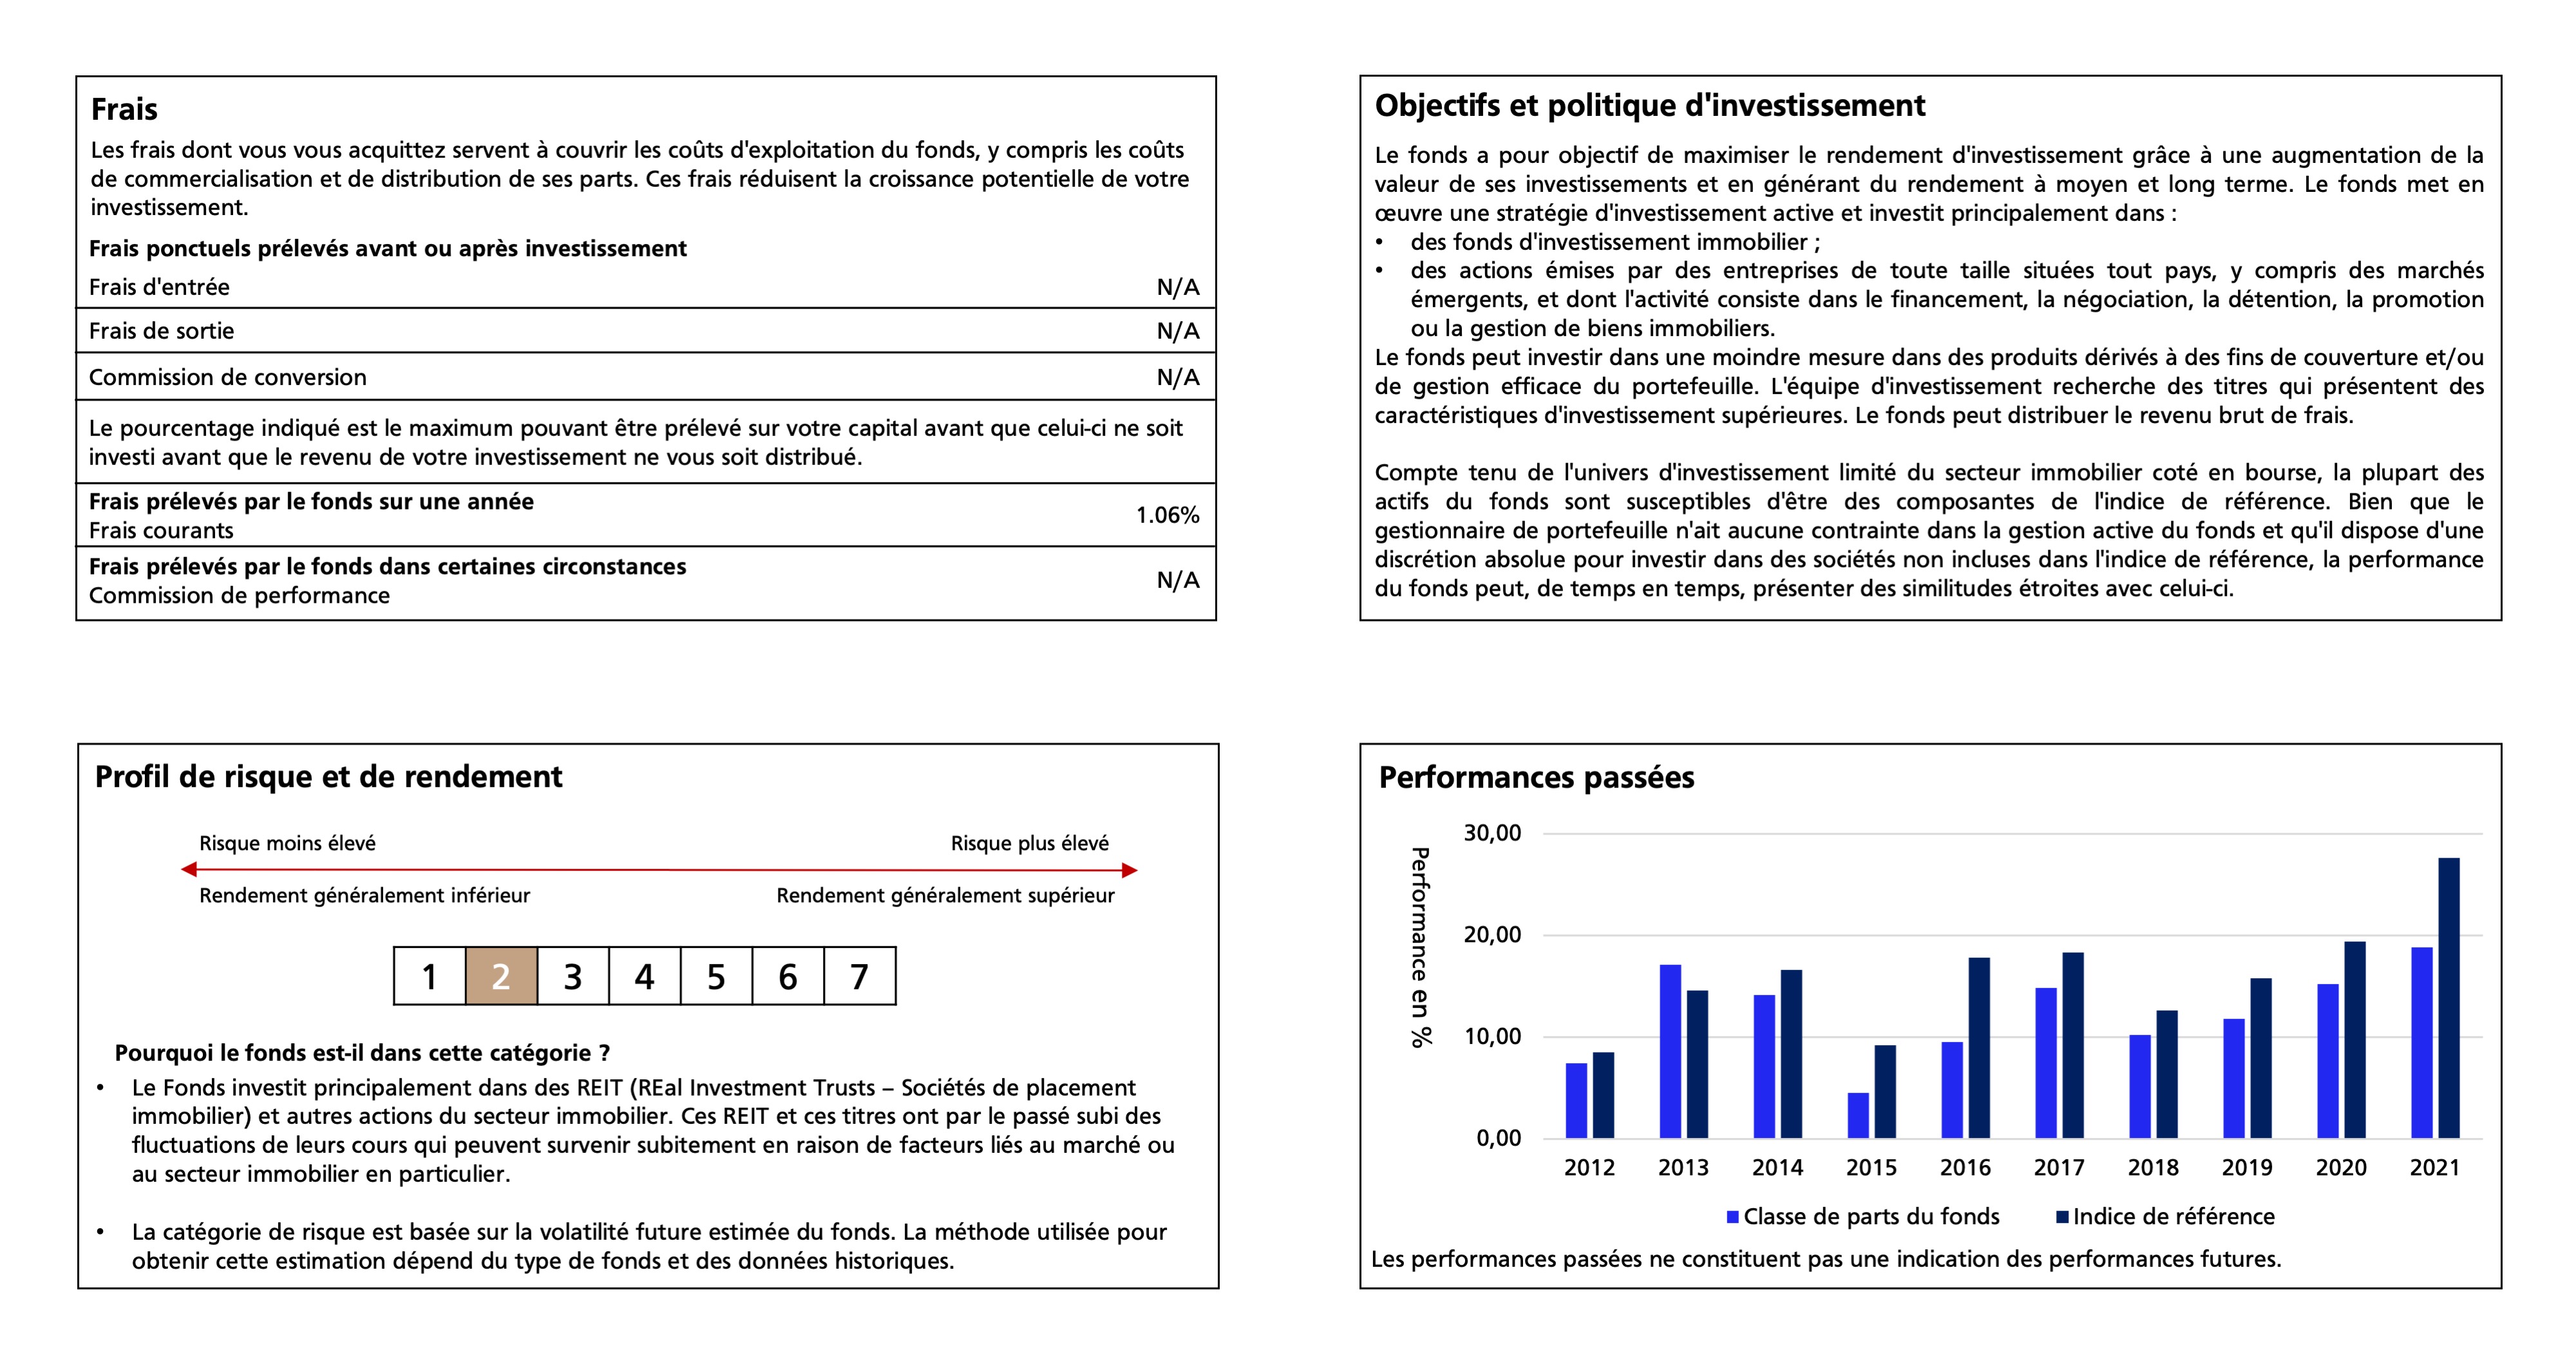 Frais
Les frais dont vous vous acquittez servent à couvrir les coûts d'exploitation du fonds, y compris les coûts
de commercialisation et de distribution de ses parts. Ces frais réduisent la croissance potentielle de votre
investissement.
Frais ponctuels prélevés avant ou après investissement
Frais d'entrée N/A
Frais de sortie N/A
Commission de conversion N/A
Le pourcentage indiqué est le maximum pouvant être prélevé sur votre capital avant que celui-ci ne soit
investi avant que le revenu de votre investissement ne vous soit distribué.
Frais prélevés par le fonds sur une année
Frais courants 1.06%
Frais prélevés par le fonds dans certaines circonstances
Commission de performance N/A
Objectifs et politique d'investissement
Le fonds a pour objectif de maximiser le rendement d'investissement grâce à une augmentation de la
valeur de ses investissements et en générant du rendement à moyen et long terme. Le fonds met en
œuvre une stratégie d'investissement active et investit principalement dans :
• des fonds d'investissement immobilier ;
• des actions émises par des entreprises de toute taille situées tout pays, y compris des marchés
émergents, et dont l'activité consiste dans le financement, la négociation, la détention, la promotion
ou la gestion de biens immobiliers.
Le fonds peut investir dans une moindre mesure dans des produits dérivés à des fins de couverture et/ou
de gestion efficace du portefeuille. L'équipe d'investissement recherche des titres qui présentent des
caractéristiques d'investissement supérieures. Le fonds peut distribuer le revenu brut de frais.
Compte tenu de l'univers d'investissement limité du secteur immobilier coté en bourse, la plupart des
actifs du fonds sont susceptibles d'être des composantes de l'indice de référence. Bien que le
gestionnaire de portefeuille n'ait aucune contrainte dans la gestion active du fonds et qu'il dispose d'une
discrétion absolue pour investir dans des sociétés non incluses dans l'indice de référence, la performance
du fonds peut, de temps en temps, présenter des similitudes étroites avec celui-ci.
Profil de risque et de rendement
Risque moins élevé Risque plus élevé
Rendement généralement inférieur Rendement généralement supérieur
1 2 3 4 5 6 7
Pourquoi le fonds est-il dans cette catégorie ?
• Le Fonds investit principalement dans des REIT (REal Investment Trusts – Sociétés de placement
immobilier) et autres actions du secteur immobilier. Ces REIT et ces titres ont par le passé subi des
fluctuations de leurs cours qui peuvent survenir subitement en raison de facteurs liés au marché ou
au secteur immobilier en particulier.
• La catégorie de risque est basée sur la volatilité future estimée du fonds. La méthode utilisée pour
obtenir cette estimation dépend du type de fonds et des données historiques.
Performances passées
Performance en %
30,00
20,00
10,00
0,00
2012 2013 2014 2015 2016 2017 2018 2019 2020 2021
Classe de parts du fonds Indice de référence
Les performances passées ne constituent pas une indication des performances futures.